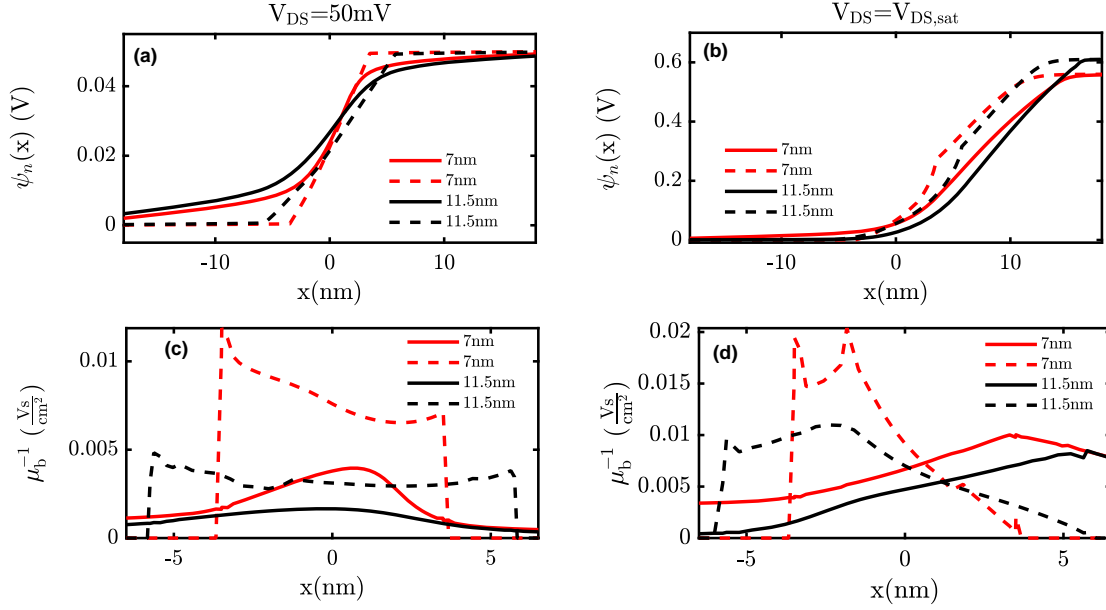 V_DS=50mV
V_DS=V_DS,sat
(a)
ψ_n(x) (V)
0.04
0.02
0
7nm
7nm
11.5nm
11.5nm
-10
0
10
x(nm)
(b)
ψ_n(x) (V)
0.6
0.4
0.2
0
7nm
7nm
11.5nm
11.5nm
-10
0
10
x(nm)
(c)
μ_b^-1 (Vs/cm^2)
0.01
0.005
0
7nm
7nm
11.5nm
11.5nm
-5
0
5
x(nm)
(d)
μ_b^-1 (Vs/cm^2)
0.02
0.015
0.01
0.005
0
7nm
7nm
11.5nm
11.5nm
-5
0
5
x(nm)